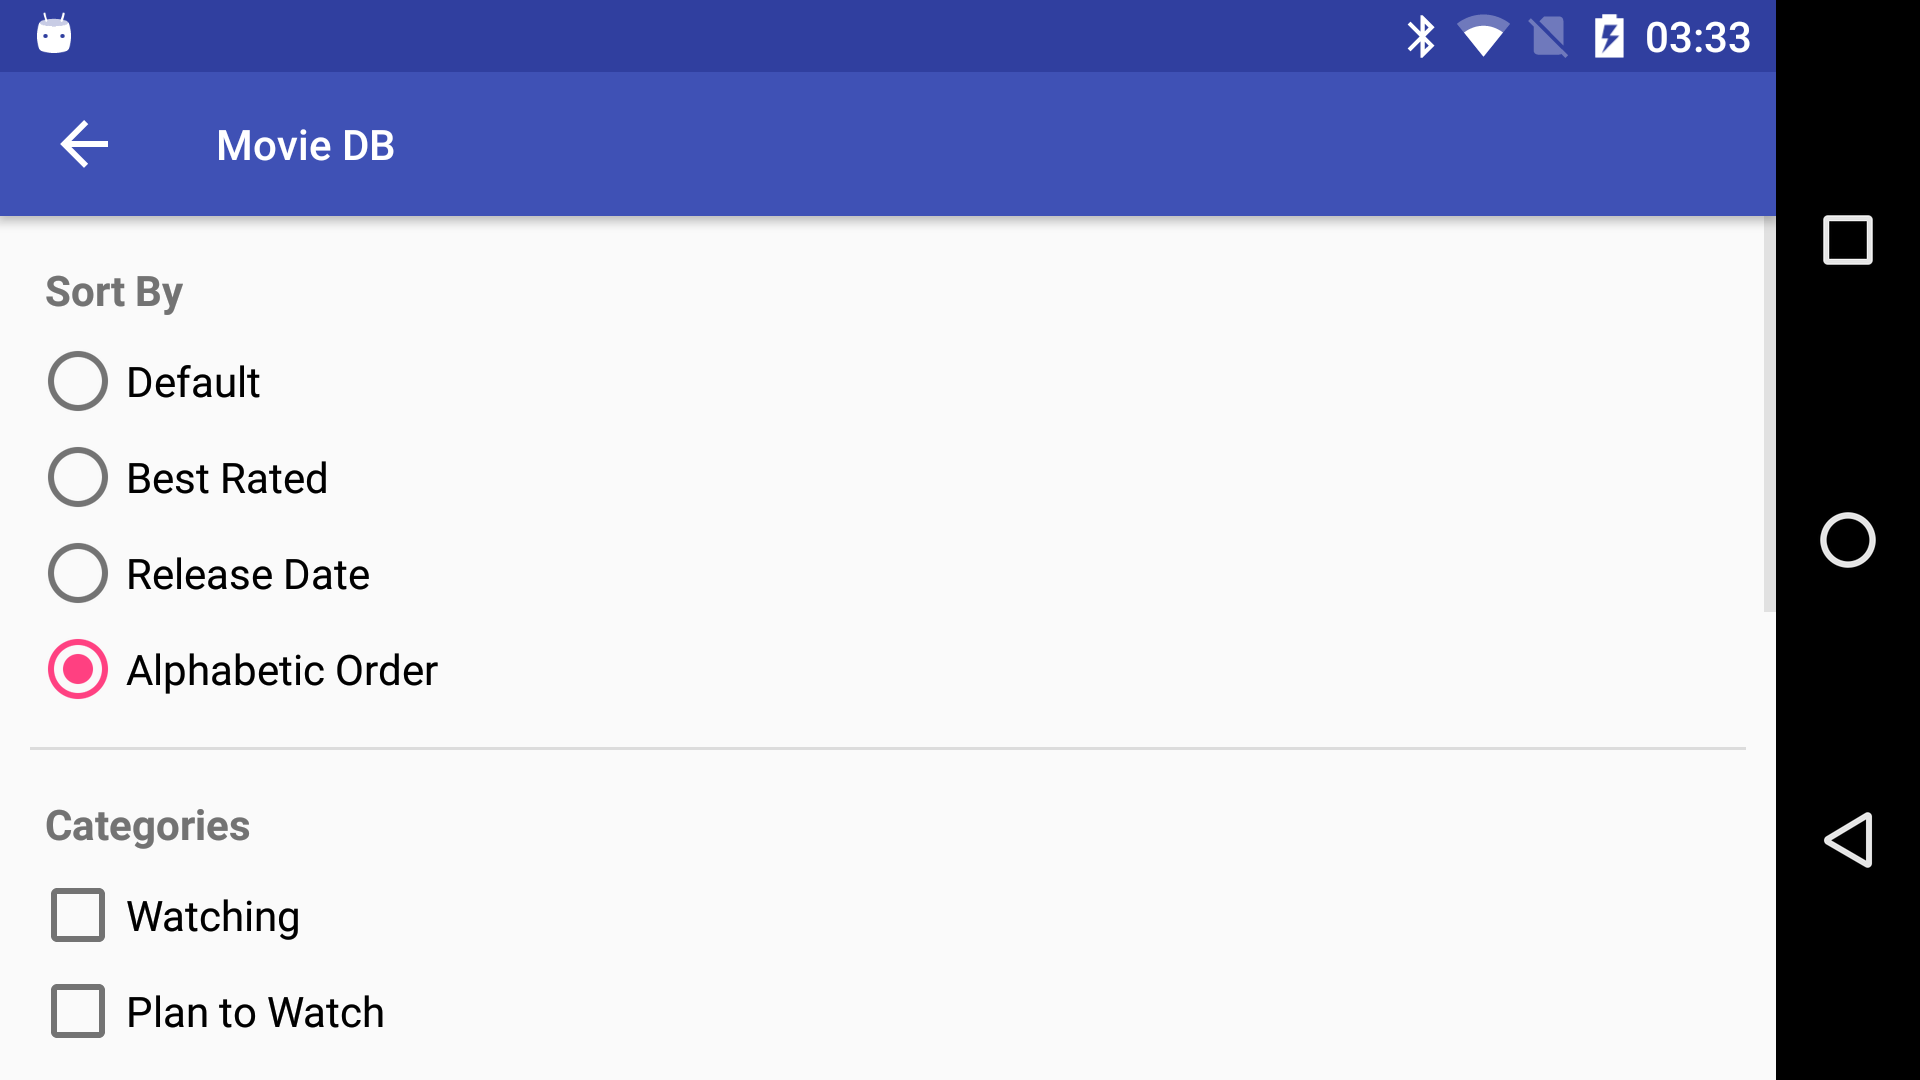 03:33
Movie DB
Sort By
Default
Best Rated
Release Date
Alphabetic Order
Categories
Watching
Plan to Watch